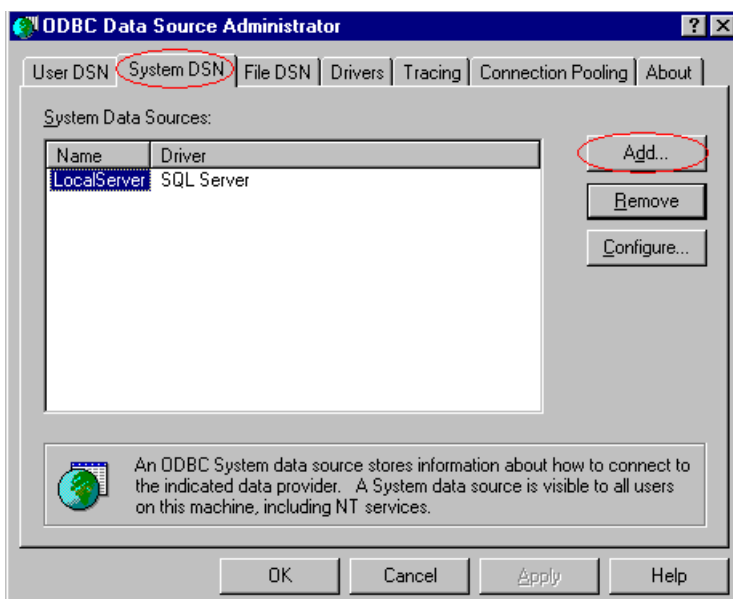 ODBC Data Source Administrator
User DSN System DSN File DSN Drivers Tracing Connection Pooling About
System Data Sources:
Name Driver
LocalServer SQL Server
Add...
Remove
Configure...
An ODBC System data source stores information about how to connect to
the indicated data provider. A System data source is visible to all users
on this machine, including NT services.
OK Cancel Apply Help